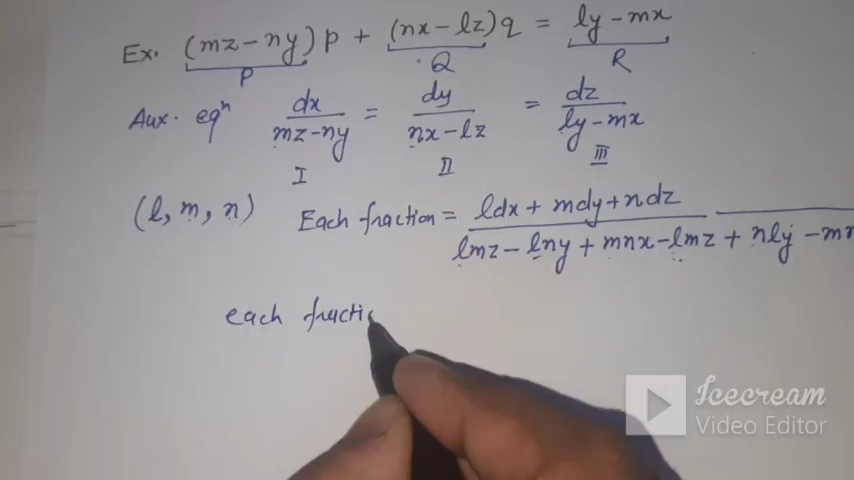 Ex. (mz-ny)p + (nx-lz)q = ly-mx
P Q R
Aux. eqⁿ dx/(mz-ny) = dy/(nx-lz) = dz/(ly-mx)
I II III
(l, m, n) Each fraction = (ldx + mdy + ndz)/(lmz - lny + mnx - lmz + nly - mn
each fracti
Icecream
Video Editor